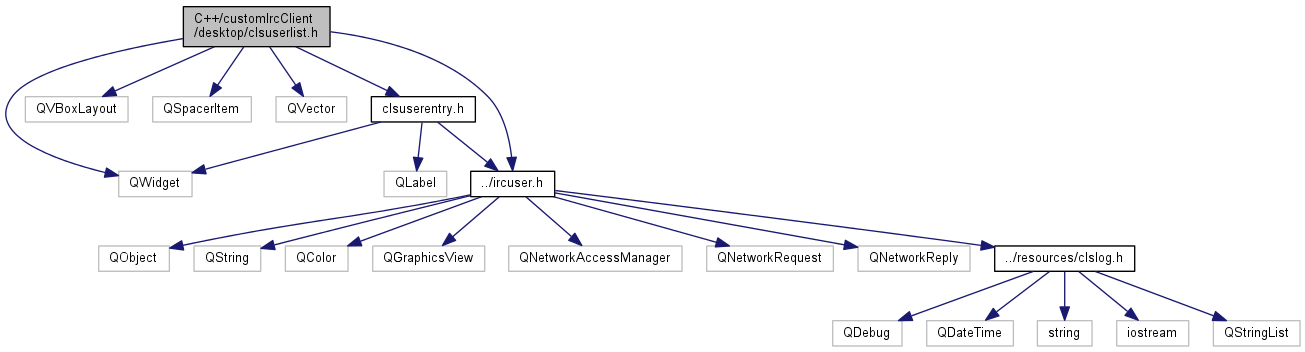 C++/customIrcClient
/desktop/clsuserlist.h
QVBoxLayout
QSpacerItem
QVector
clsuserentry.h
QWidget
QLabel
../ircuser.h
QObject
QString
QColor
QGraphicsView
QNetworkAccessManager
QNetworkRequest
QNetworkReply
../resources/clslog.h
QDebug
QDateTime
string
iostream
QStringList